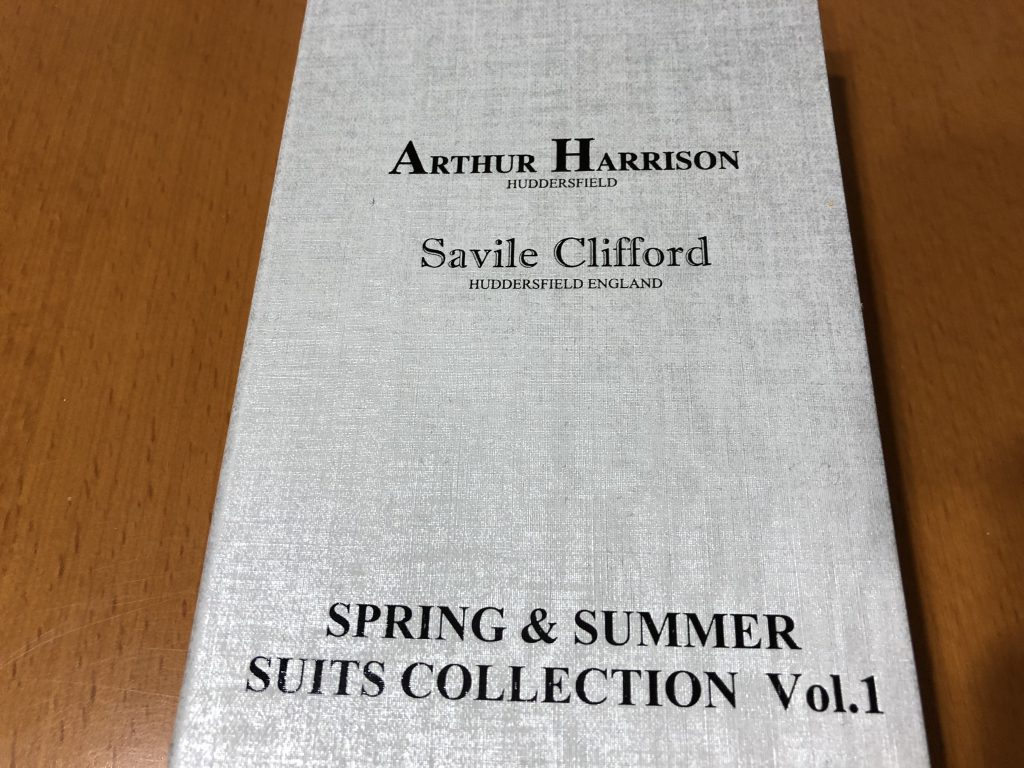 ARTHUR HARRISON
HUDDERSFIELD
Savile Clifford
HUDDERSFIELD ENGLAND
SPRING & SUMMER
SUITS COLLECTION Vol.1